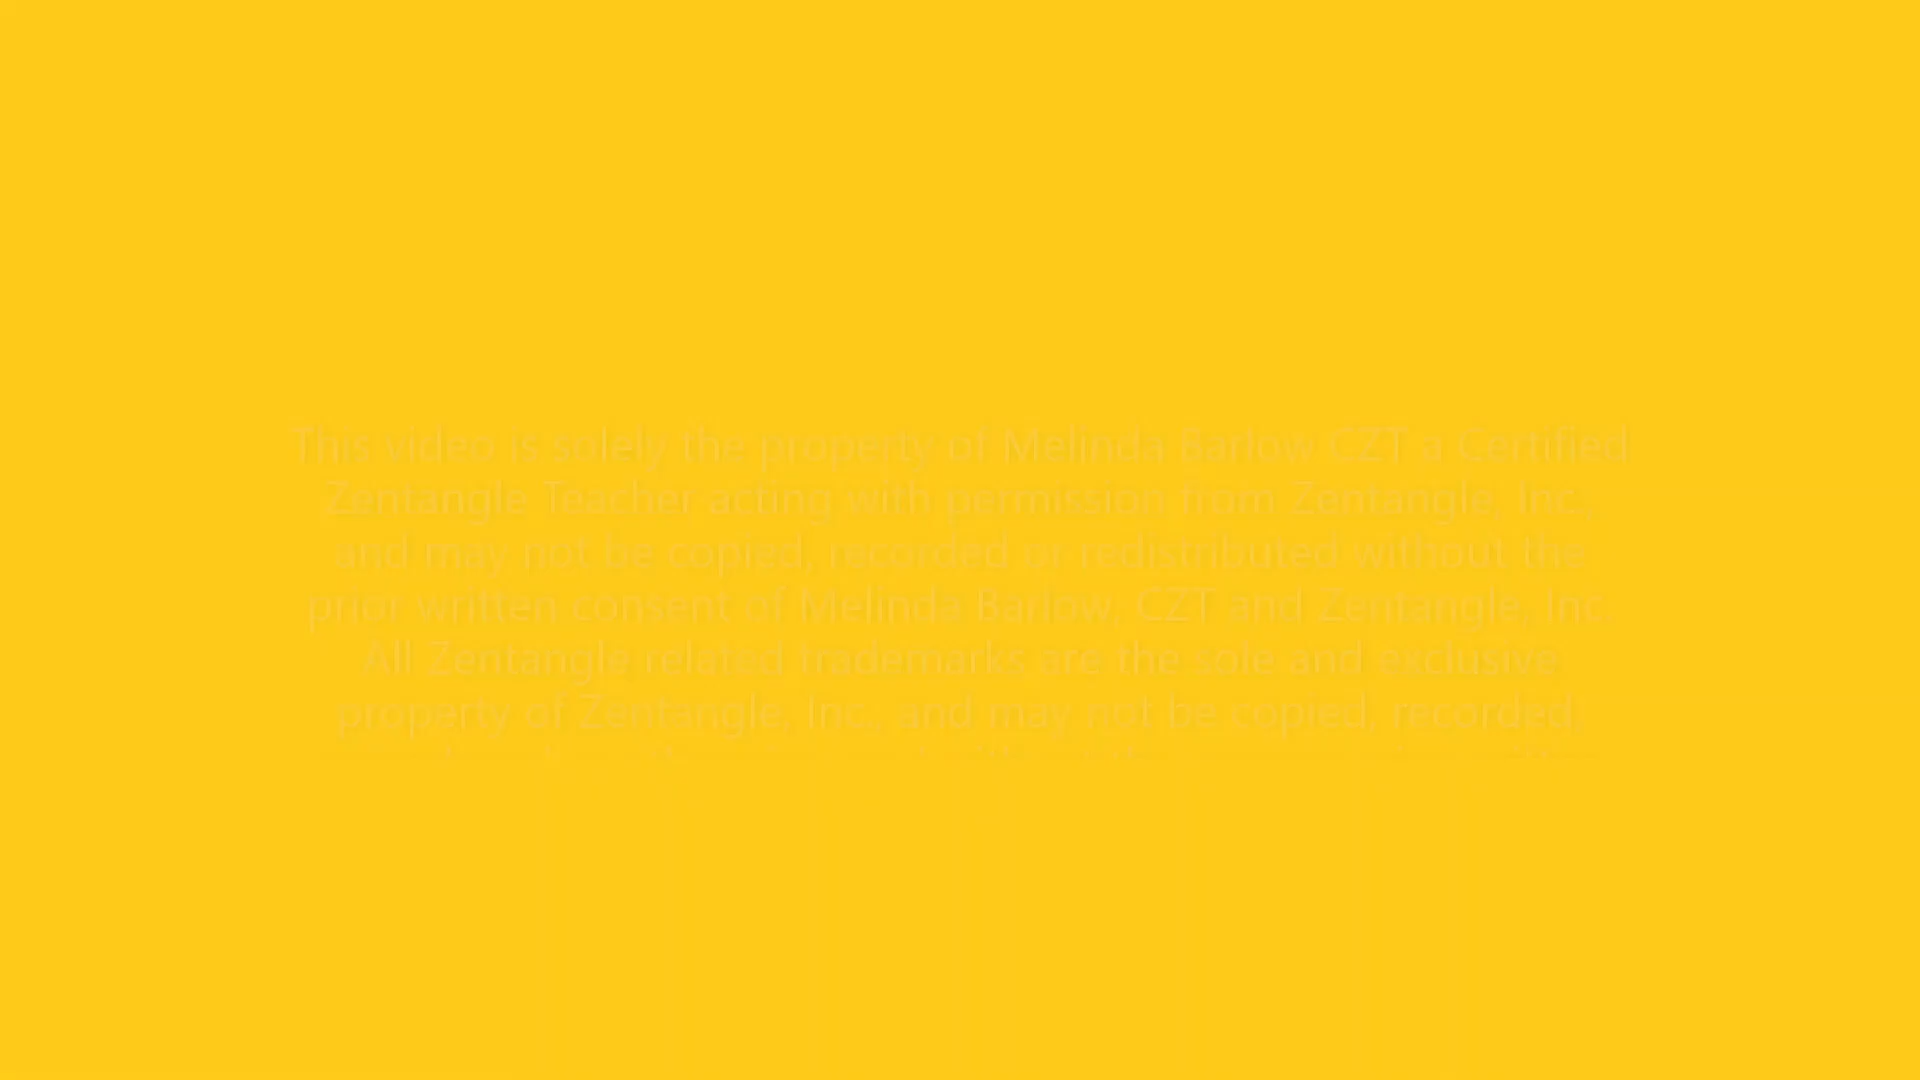 This video is solely the property of Melinda Barlow CZT a Certified
Zentangle Teacher acting with permission from Zentangle, Inc.,
and may not be copied, recorded or redistributed without the
prior written consent of Melinda Barlow, CZT and Zentangle, Inc.
All Zentangle related trademarks are the sole and exclusive
property of Zentangle, Inc., and may not be copied, recorded,